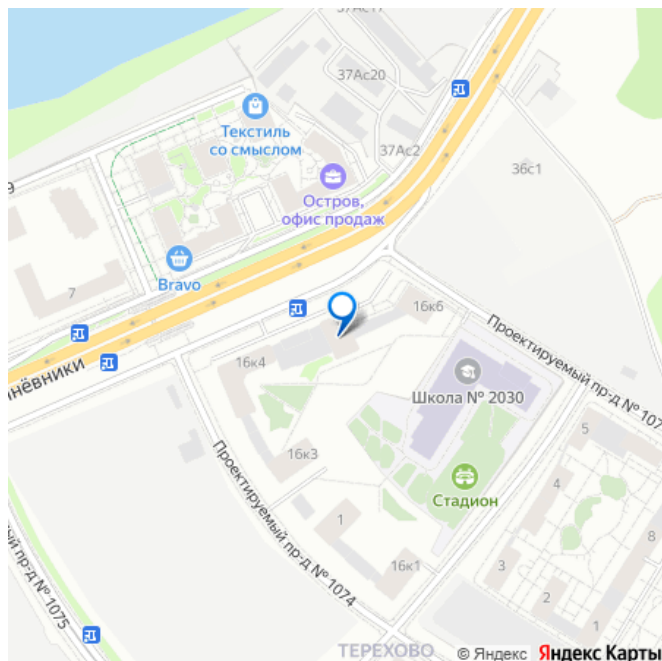 37Ас17
37Ас20
Текстиль
со смыслом
37Ас2
36с1
Остров,
офис продаж
Bravo
7
16к6
16к4
Проектируемый пр-д № 107
Школа № 2030
16к3
5
Стадион
4
Проектируемый пр-д № 1074
1
8
16к1
3
2
1
пр-д № 1075
ТЕРЕХОВО
© Яндекс Яндекс Карты